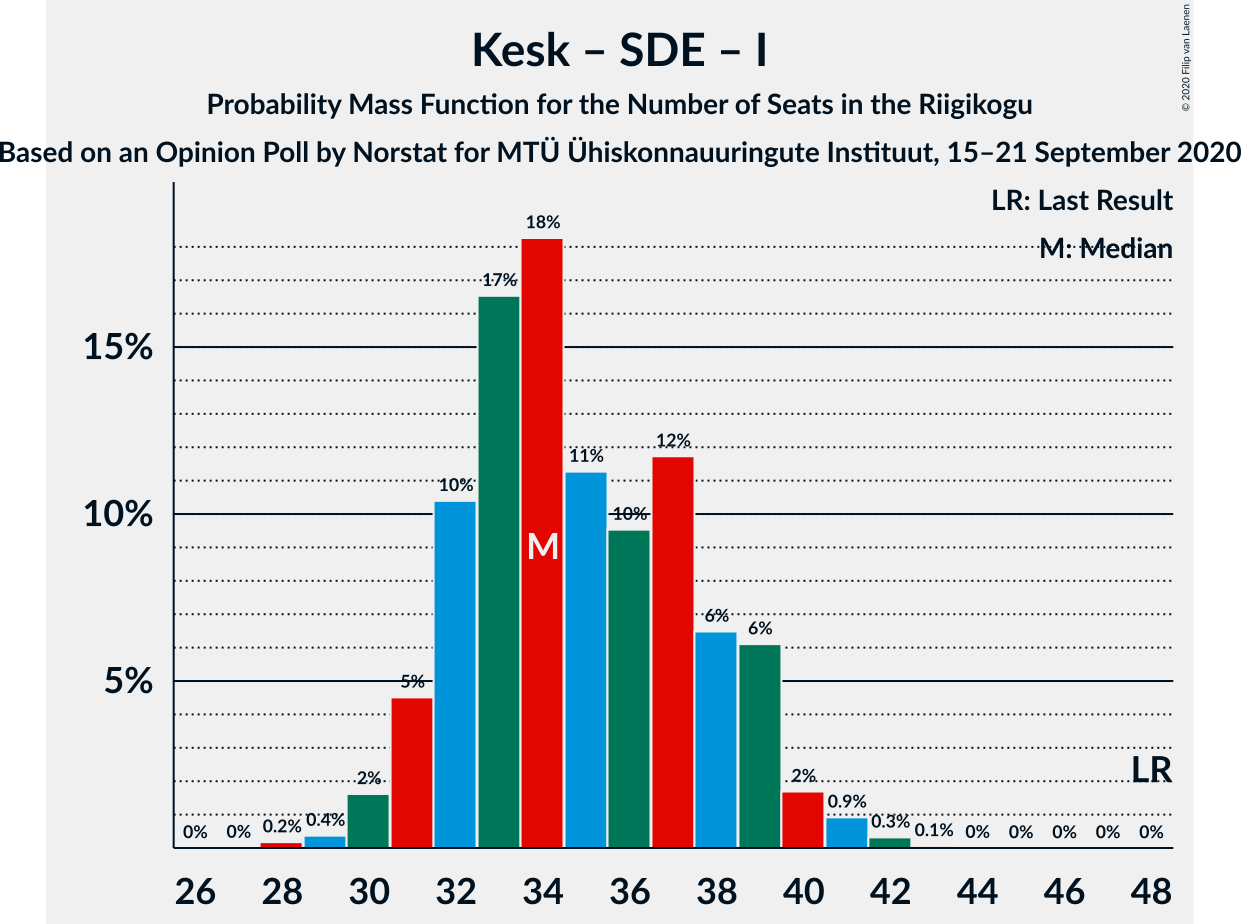 Kesk – SDE – I
Probability Mass Function for the Number of Seats in the Riigikogu
Based on an Opinion Poll by Norstat for MTÜ Ühiskonnauuringute Instituut, 15–21 September 2020
© 2020 Filip van Laenen
LR: Last Result
M: Median
18%
17%
15%
12%
11%
10%
10%
10%
M
6%
6%
5%
5%
LR
2%
2%
0.9%
0.4%
0.3%
0.2%
0.1%
0% 0% 0% 0% 0% 0% 0%
26 28 30 32 34 36 38 40 42 44 46 48